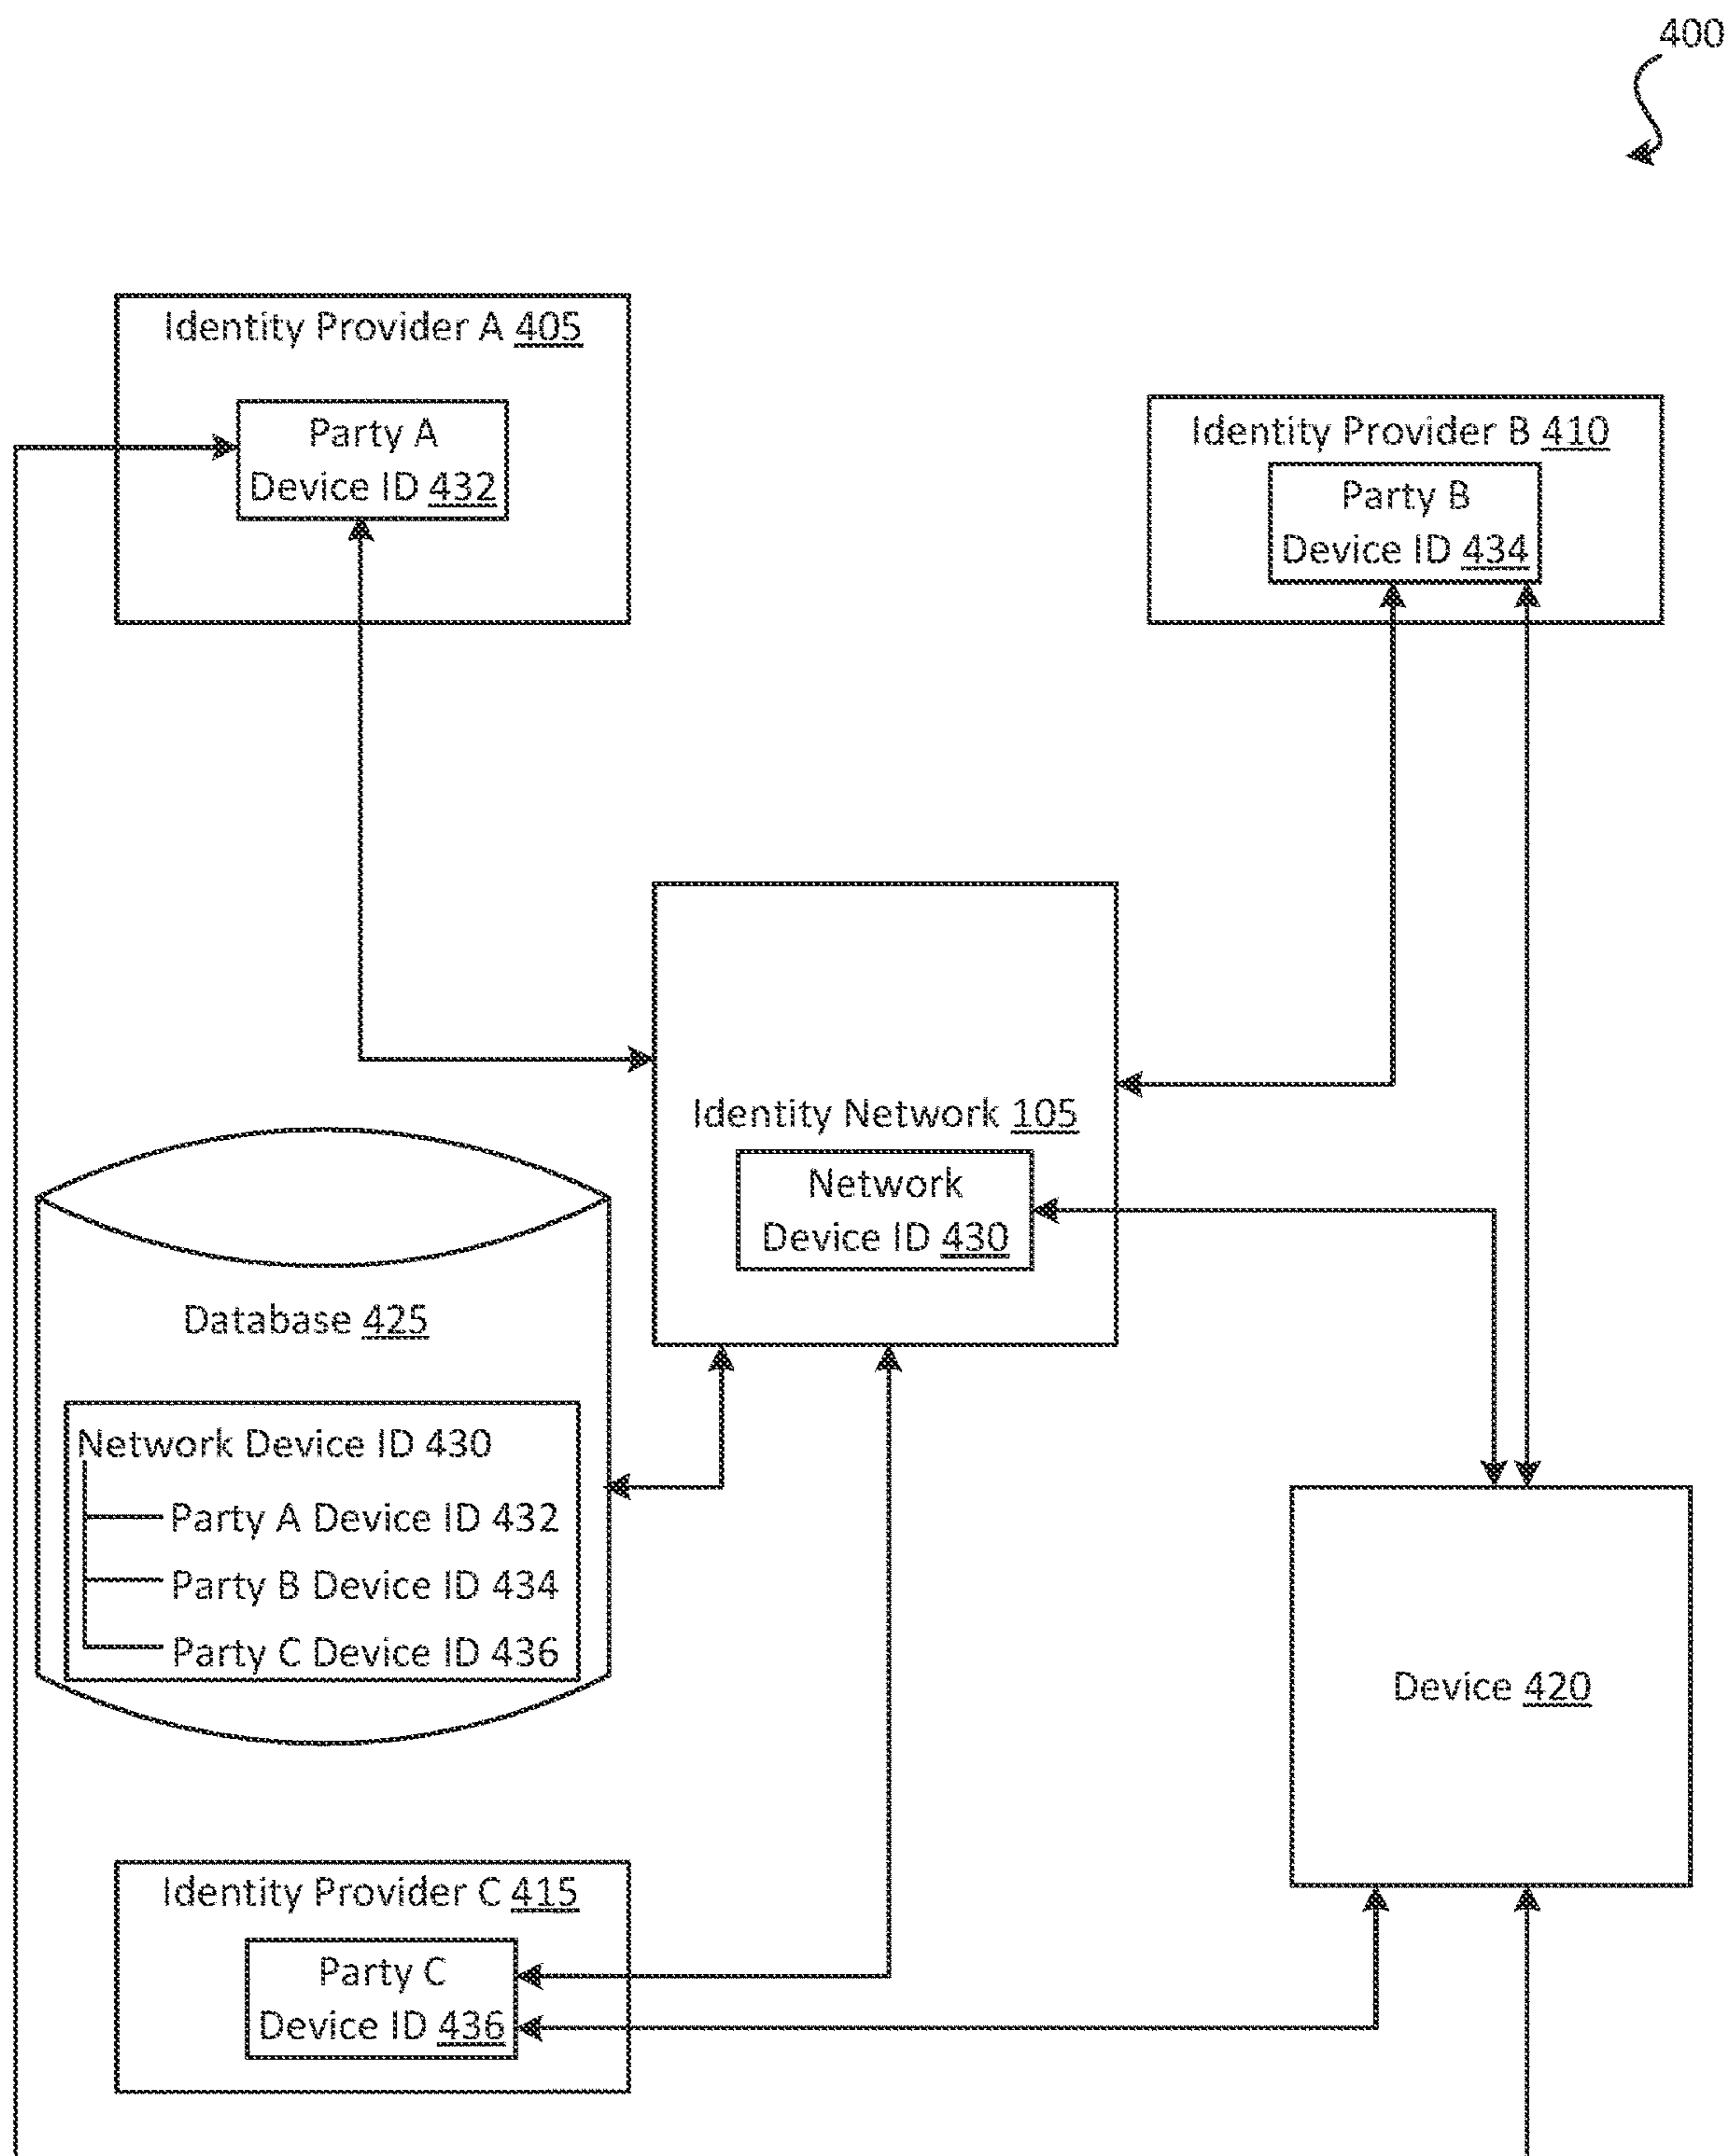 400
Identity Provider A 405
Party A
Device ID 432
Identity Provider B 410
Party B
Device ID 434
Identity Network 105
Network
Device ID 430
Database 425
Network Device ID 430
Party A Device ID 432
Party B Device ID 434
Party C Device ID 436
Device 420
Identity Provider C 415
Party C
Device ID 436